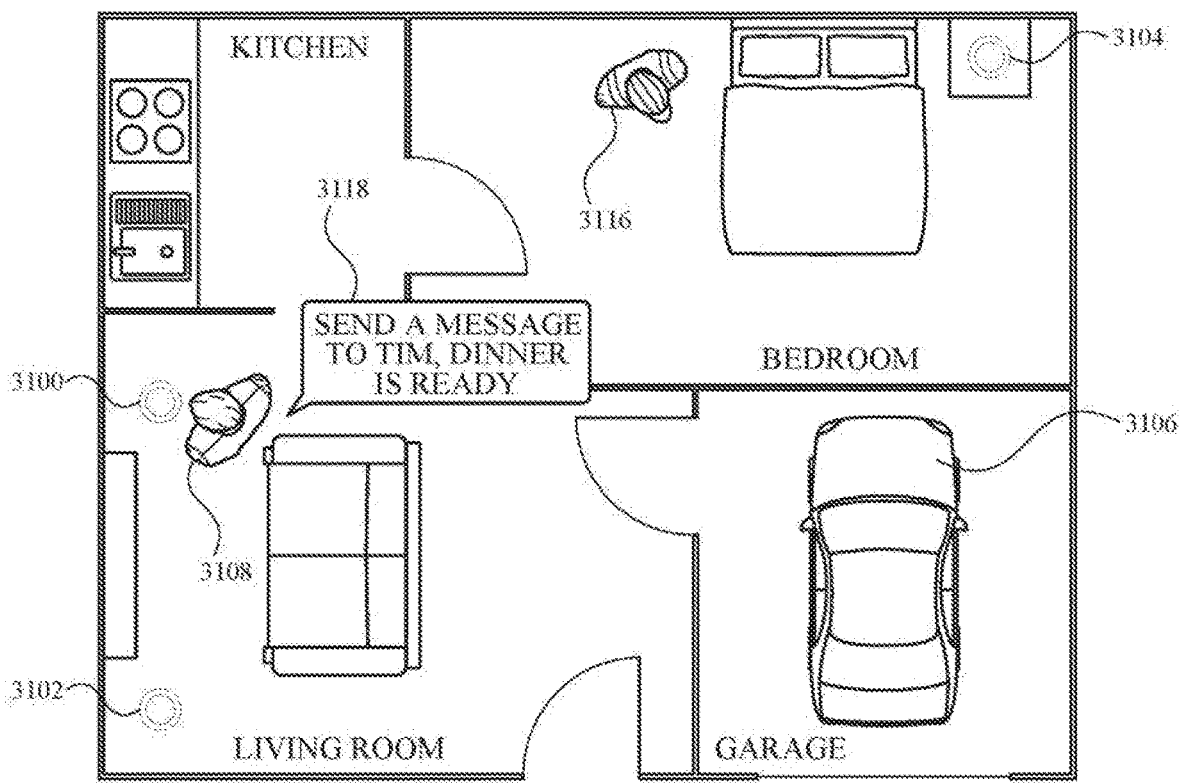 KITCHEN
3104
3118
3116
SEND A MESSAGE
TO TIM, DINNER
IS READY
BEDROOM
3100
3106
3108
3102
LIVING ROOM
GARAGE